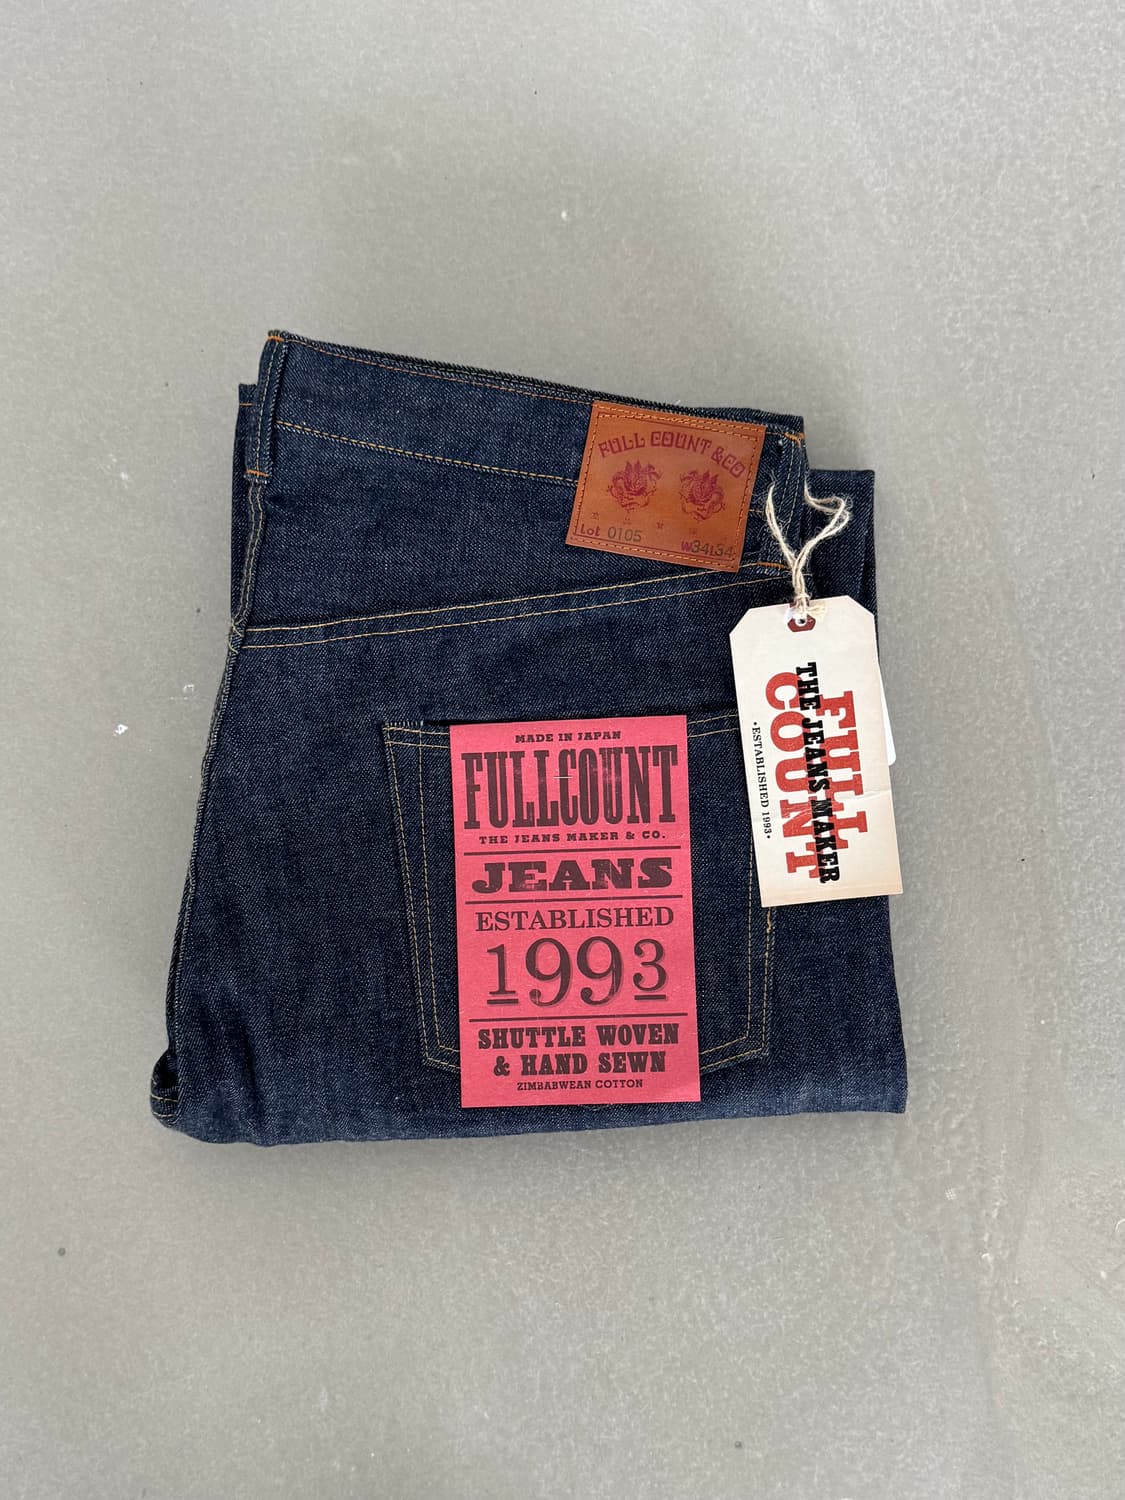 FULL COUNT & CO
Lot 0105
W34L34
FULL
COUNT
THE JEANS MAKER
•ESTABLISHED 1993•
MADE IN JAPAN
FULLCOUNT
THE JEANS MAKER & CO.
JEANS
ESTABLISHED
1993
SHUTTLE WOVEN
& HAND SEWN
ZIMBABWEAN COTTON